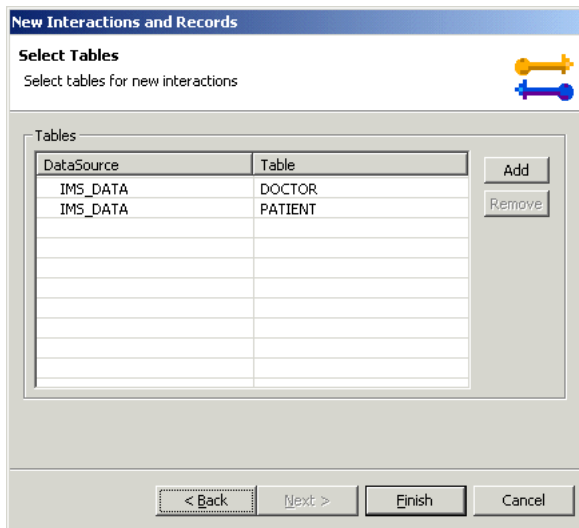 New Interactions and Records
Select Tables
Select tables for new interactions
Tables
DataSource Table
IMS_DATA DOCTOR
IMS_DATA PATIENT
Add
Remove
< Back Next > Finish Cancel